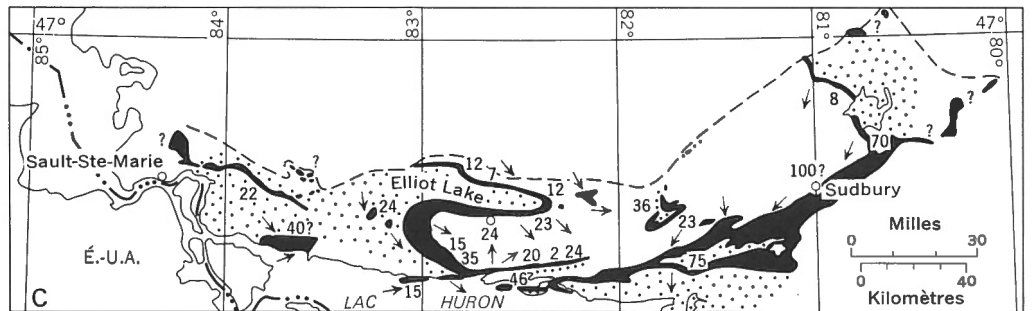 47° 85° 84° 83° 82° 81° 47° 80°
8
70 ?
? ?
Sault-Ste-Marie
12
7
100?
Sudbury
Elliot Lake 12
22 24 36
24 23 23
40? 15
35 20 2 24 75
É.-U.A.
46?
15
C LAC HURON
Milles
0 30
0 40
Kilomètres